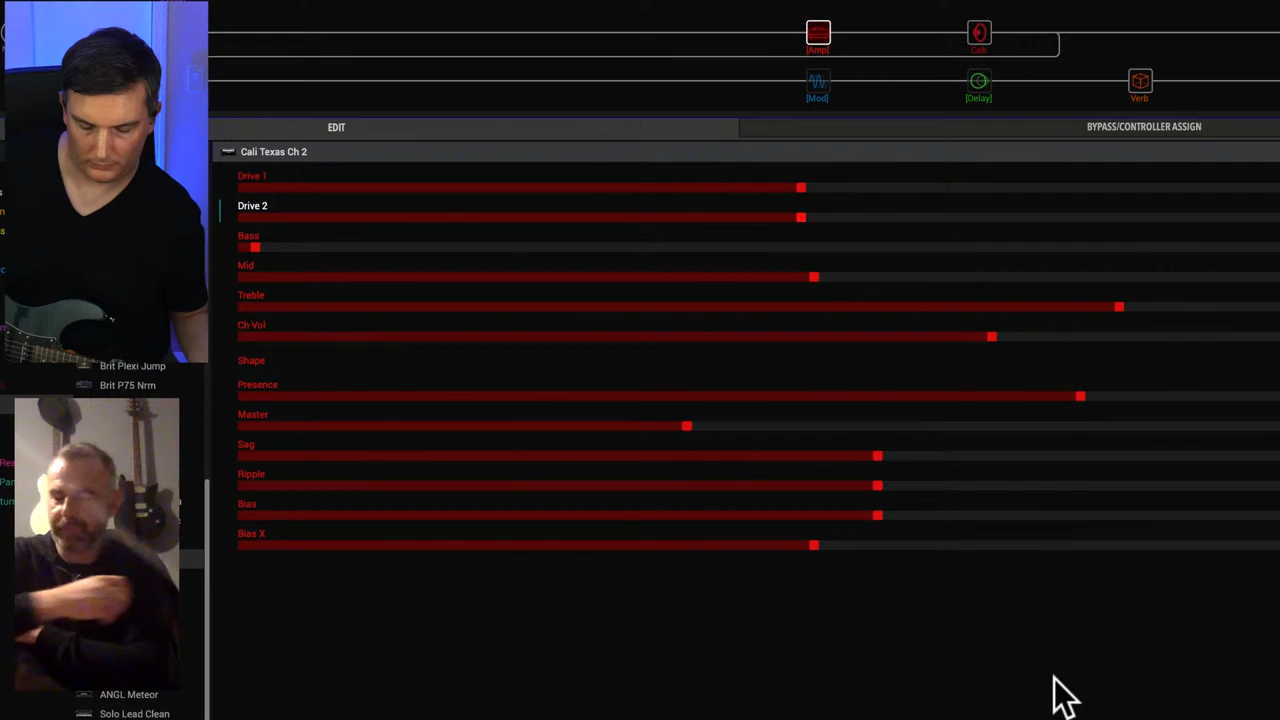 [Amp]
Cab
[Mod]
[Delay]
Verb
EDIT
BYPASS/CONTROLLER ASSIGN
Cali Texas Ch 2
Drive 1
Drive 2
Bass
Mid
Treble
Ch Vol
Shape
Presence
Master
Sag
Ripple
Bias
Bias X
Brit Plexi Jump
Brit P75 Nrm
ANGL Meteor
Solo Lead Clean